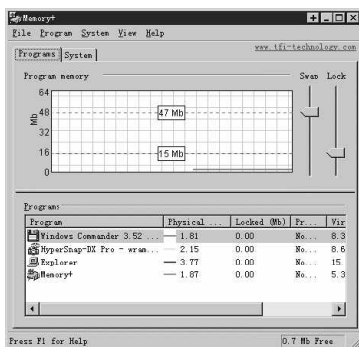 Memory+
File Program System View Help
www.tfi-technology.com
Programs System
Program memory Swap Lock
64
48
32
16
0
Mb
47 Mb
15 Mb
Programs
Program Physical ... Locked (Mb) Pr... Vir
Windows Commander 3.52 ... 1.81 0.00 No... 8.3
HyperSnap-DX Pro - wram... 2.15 0.00 No... 8.6
Explorer 3.77 0.00 No... 15.
Memory+ 1.87 0.00 No... 5.3
Press F1 for Help 0.7 Mb Free